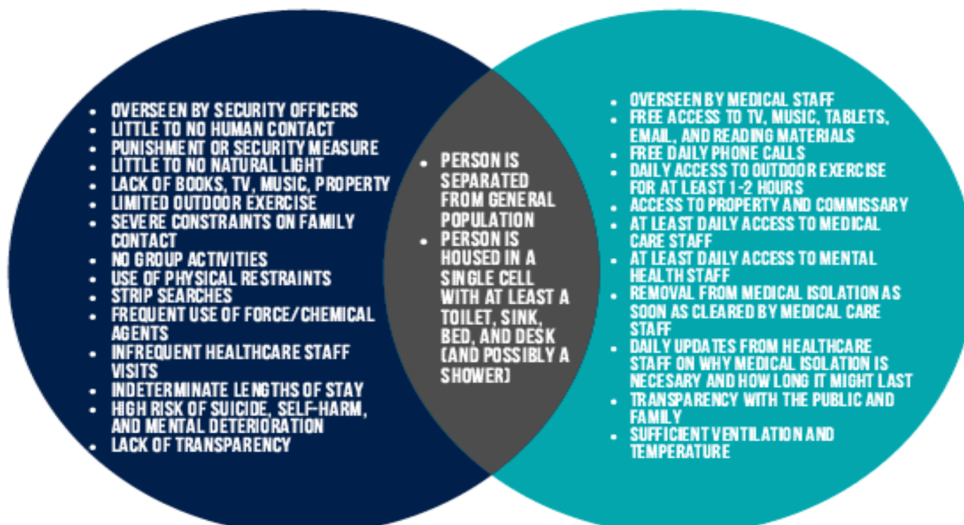 • OVERSEEN BY SECURITY OFFICERS
• LITTLE TO NO HUMAN CONTACT
• PUNISHMENT OR SECURITY MEASURE
• LITTLE TO NO NATURAL LIGHT
• LACK OF BOOKS, TV, MUSIC, PROPERTY
• LIMITED OUTDOOR EXERCISE
• SEVERE CONSTRAINTS ON FAMILY
CONTACT
• NO GROUP ACTIVITIES
• USE OF PHYSICAL RESTRAINTS
• STRIP SEARCHES
• FREQUENT USE OF FORCE/CHEMICAL
AGENTS
• INFREQUENT HEALTHCARE STAFF
VISITS
• INDETERMINATE LENGTHS OF STAY
• HIGH RISK OF SUICIDE, SELF-HARM,
AND MENTAL DETERIORATION
• LACK OF TRANSPARENCY
• PERSON IS
SEPARATED
FROM GENERAL
POPULATION
• PERSON IS
HOUSED IN A
SINGLE CELL
WITH AT LEAST A
TOILET, SINK,
BED, AND DESK
(AND POSSIBLY A
SHOWER)
• OVERSEEN BY MEDICAL STAFF
• FREE ACCESS TO TV, MUSIC, TABLETS,
EMAIL, AND READING MATERIALS
• FREE DAILY PHONE CALLS
• DAILY ACCESS TO OUTDOOR EXERCISE
FOR AT LEAST 1-2 HOURS
• ACCESS TO PROPERTY AND COMMISSARY
• AT LEAST DAILY ACCESS TO MEDICAL
CARE STAFF
• AT LEAST DAILY ACCESS TO MENTAL
HEALTH STAFF
• REMOVAL FROM MEDICAL ISOLATION AS
SOON AS CLEARED BY MEDICAL CARE
STAFF
• DAILY UPDATES FROM HEALTHCARE
STAFF ON WHY MEDICAL ISOLATION IS
NECESARY AND HOW LONG IT MIGHT LAST
• TRANSPARENCY WITH THE PUBLIC AND
FAMILY
• SUFFICIENT VENTILATION AND
TEMPERATURE